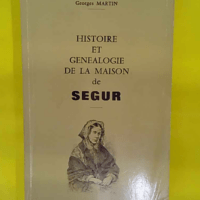 Georges MARTIN
HISTOIRE
ET
GENEALOGIE
DE LA MAISON
de
SEGUR